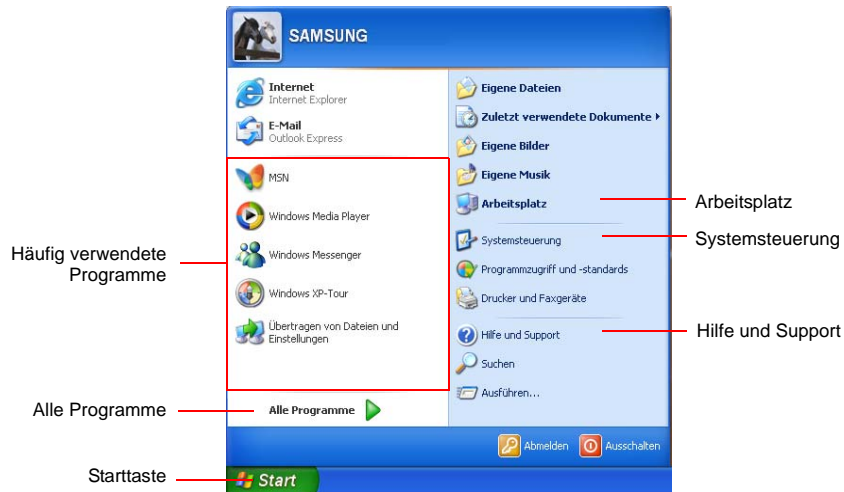 SAMSUNG
Internet
Internet Explorer
E-Mail
Outlook Express
MSN
Windows Media Player
Windows Messenger
Windows XP-Tour
Übertragen von Dateien und
Einstellungen
Alle Programme
Eigene Dateien
Zuletzt verwendete Dokumente
Eigene Bilder
Eigene Musik
Arbeitsplatz
Systemsteuerung
Programmzugriff und -standards
Drucker und Faxgeräte
Hilfe und Support
Suchen
Ausführen...
Abmelden
Ausschalten
Start
Häufig verwendete
Programme
Alle Programme
Starttaste
Arbeitsplatz
Systemsteuerung
Hilfe und Support